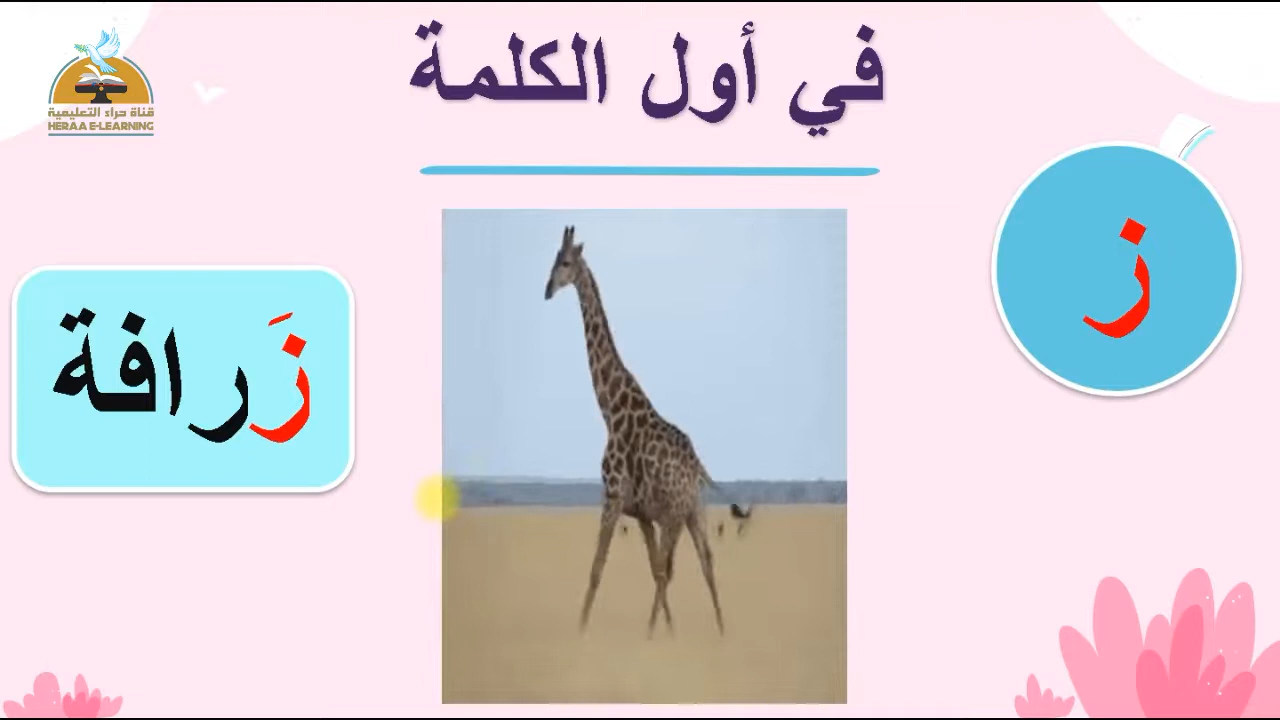 في أول الكلمة
قناة حراء التعليمية
HERAA E-LEARNING
ز
زَرافة